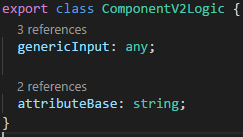 export class ComponentV2Logic {
3 references
genericInput: any;
2 references
attributeBase: string;
}